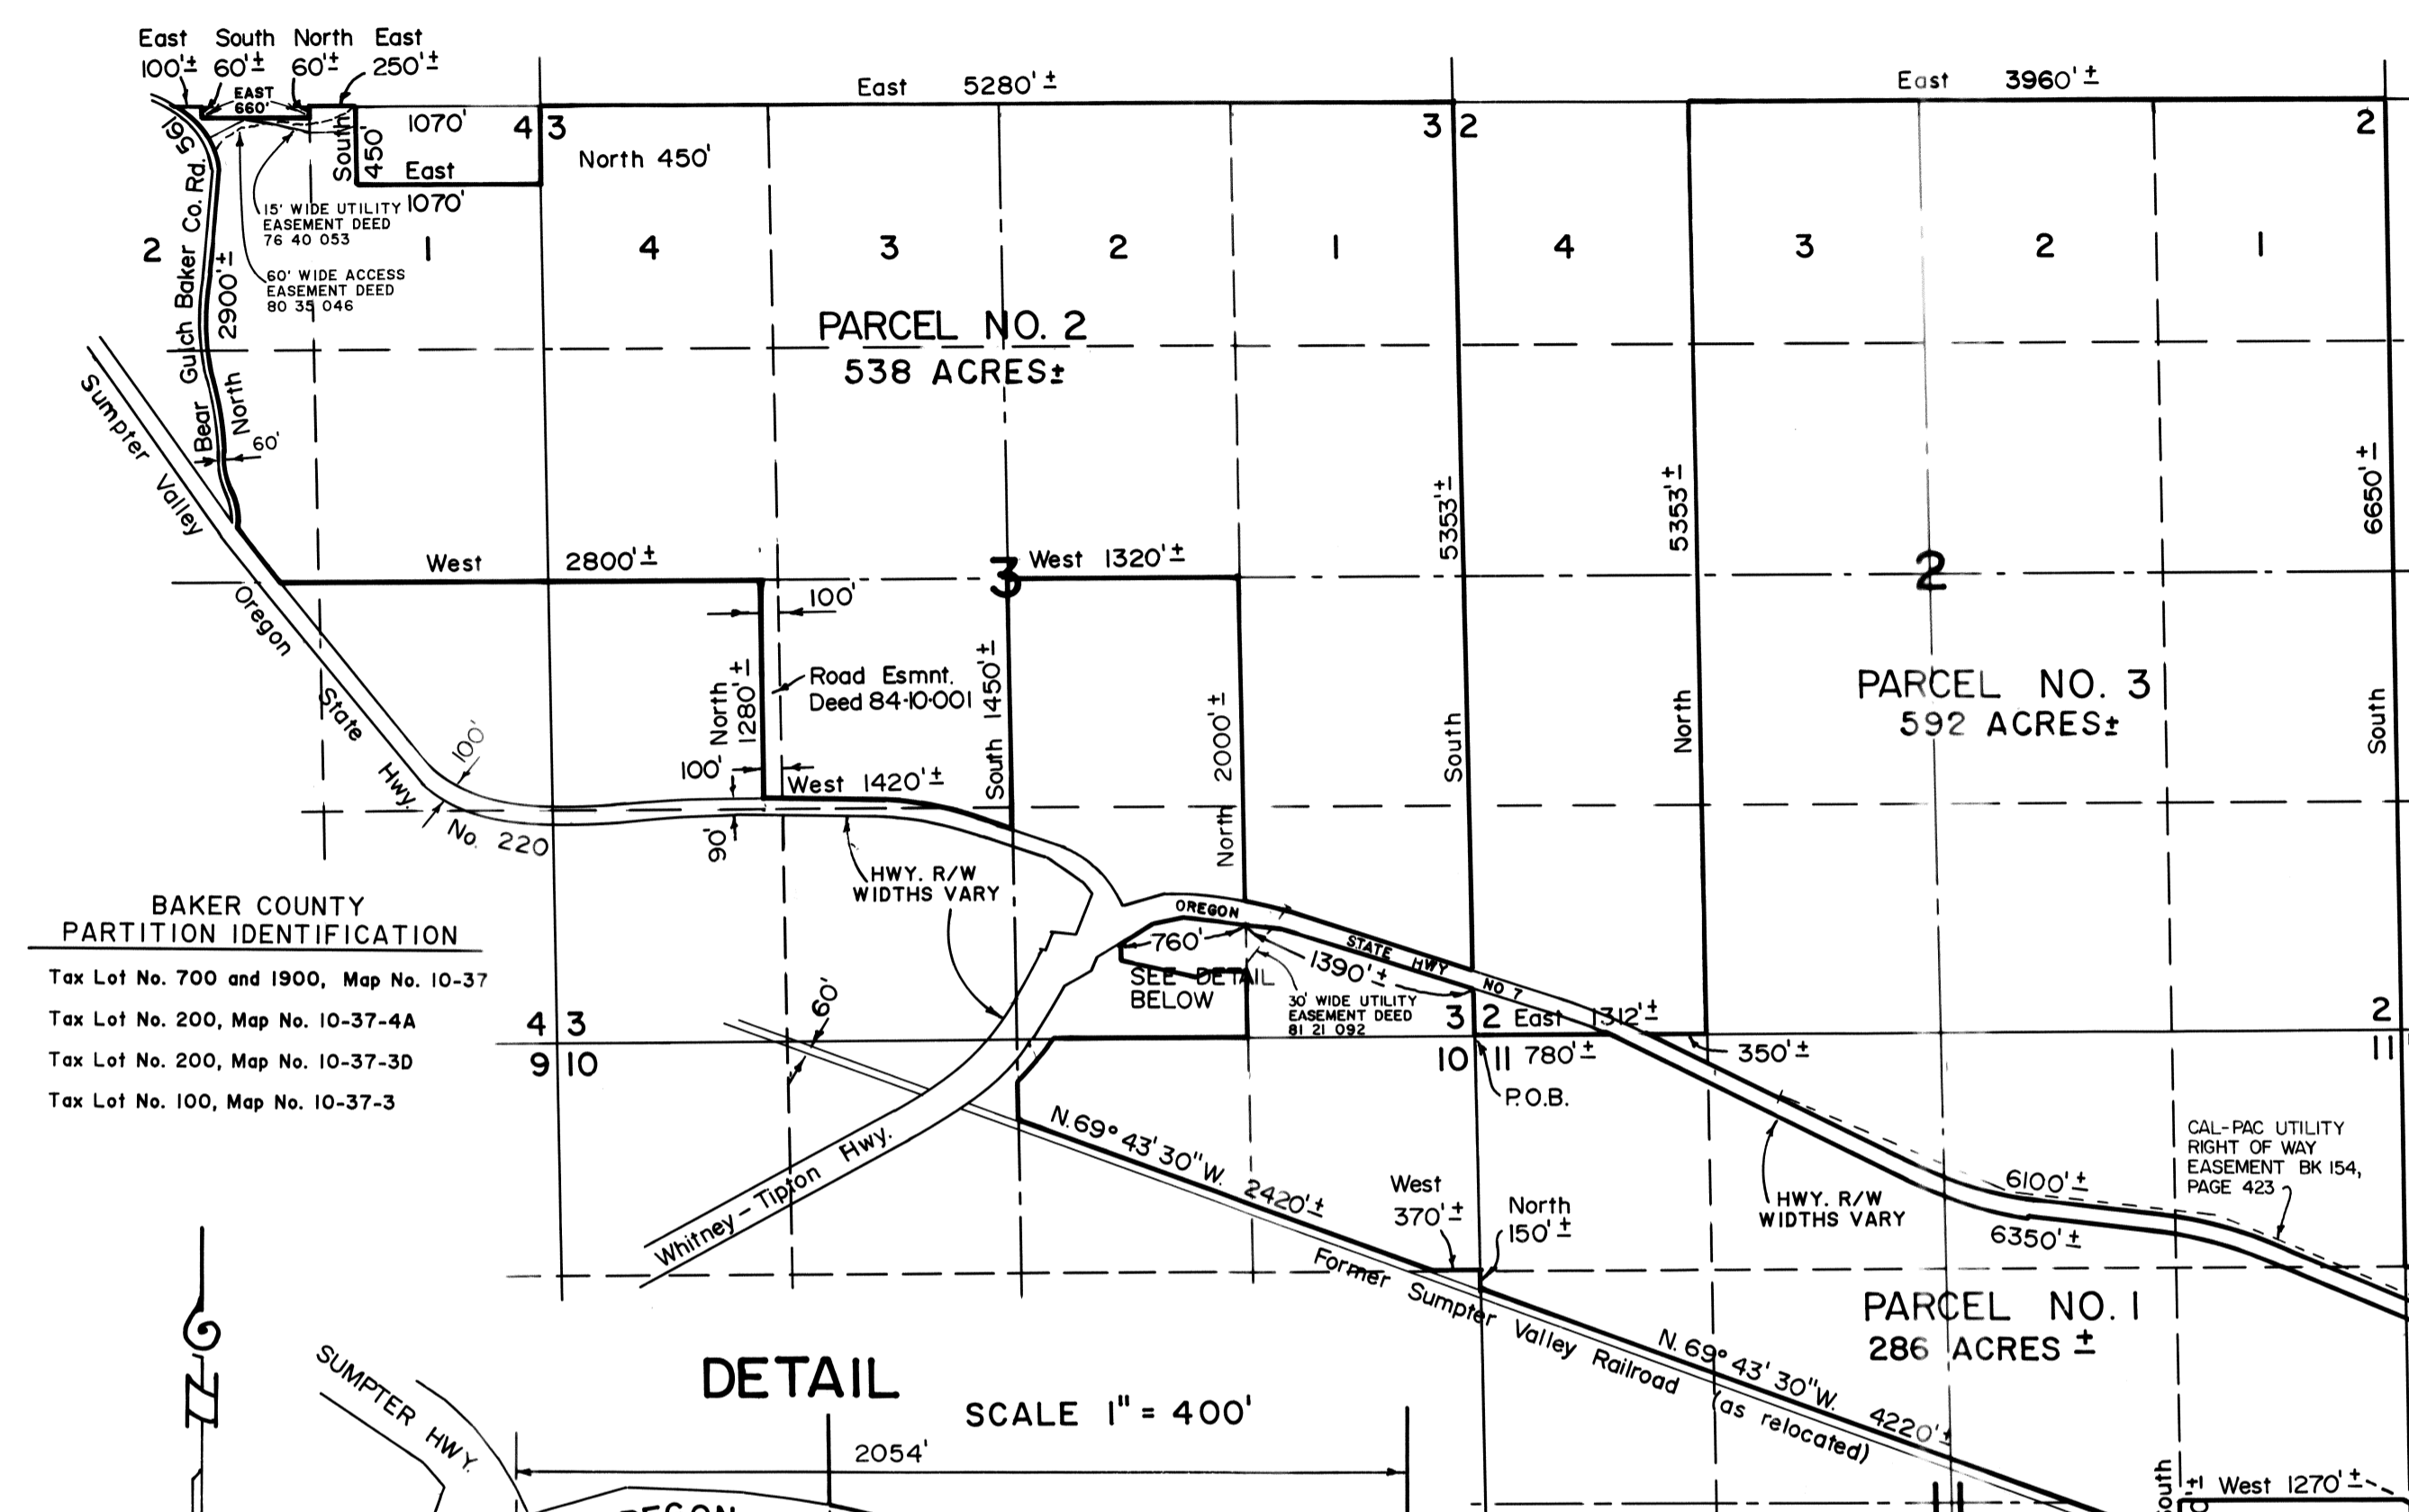 East South North East
100'± 60'± 60'± 250'±
EAST
660'
East 5280'±
East 3960'±
561
1070'
4 3
3 2
2
South
450'
East
1070'
North 450'
15' WIDE UTILITY
EASEMENT DEED
76 40 053
60' WIDE ACCESS
EASEMENT DEED
80 35 046
2 1 4 3 2 1 4 3 2 1
Bear Gulch Baker Co. Rd.
North 2900'±
60'
PARCEL NO. 2
538 ACRES±
Sumpter Valley
Oregon State Hwy. No. 220
West 2800'±
3
West 1320'±
2
100'
Road Esmnt.
Deed 84-10-001
North 1280'±
South 1450'±
North 2000'±
South 5353'±
North 5353'±
South 6650'±
PARCEL NO. 3
592 ACRES±
100'
100'
West 1420'±
90'
HWY. R/W
WIDTHS VARY
OREGON STATE HWY NO 7
760'
1390'±
SEE DETAIL
BELOW
30' WIDE UTILITY
EASEMENT DEED
81 21 092
BAKER COUNTY
PARTITION IDENTIFICATION
Tax Lot No. 700 and 1900, Map No. 10-37
Tax Lot No. 200, Map No. 10-37-4A
Tax Lot No. 200, Map No. 10-37-3D
Tax Lot No. 100, Map No. 10-37-3
60'
4 3
9 10
3 2 East 1312'±
10 11 780'±
350'±
P.O.B.
2
11
Whitney-Tipton Hwy.
N. 69° 43' 30" W. 2420'±
West
370'±
North
150'±
HWY. R/W
WIDTHS VARY
6100'±
6350'±
CAL-PAC UTILITY
RIGHT OF WAY
EASEMENT BK 154,
PAGE 423
PARCEL NO. 1
286 ACRES ±
Former Sumpter Valley Railroad (as relocated)
N. 69° 43' 30" W. 4220'±
N
SUMPTER HWY.
DETAIL
SCALE 1" = 400'
2054'
West 1270'±